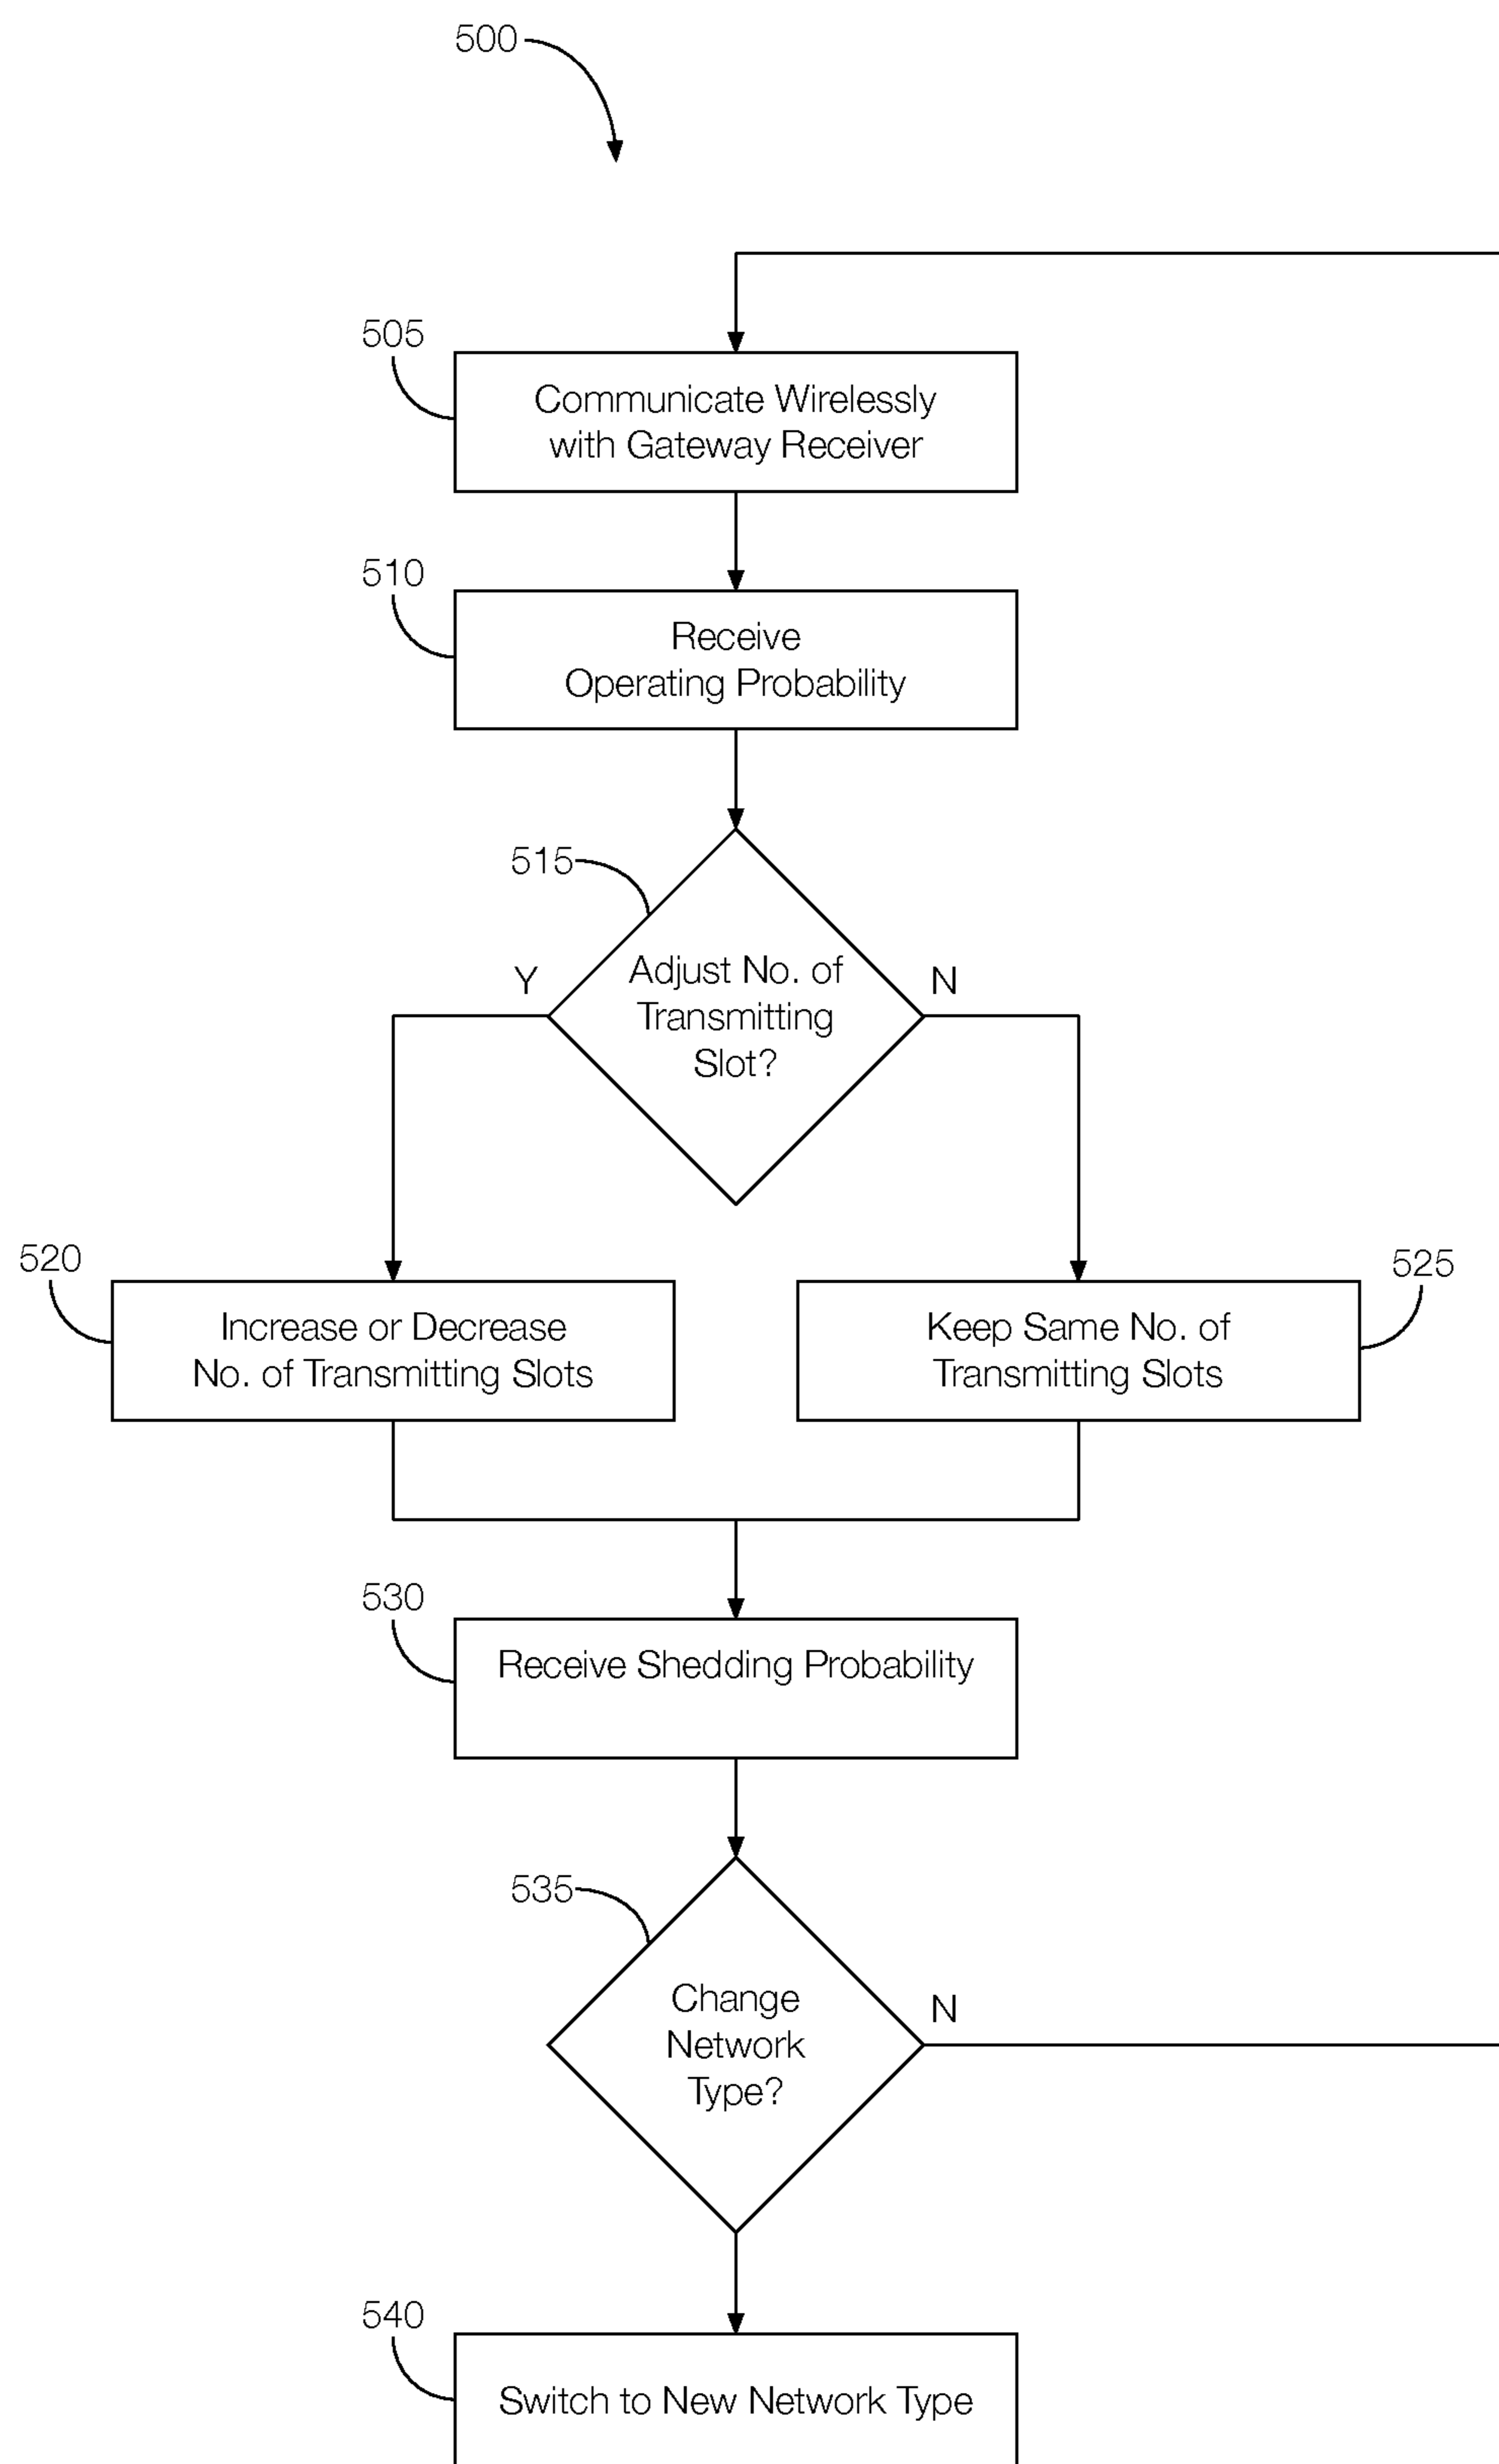 500
505
Communicate Wirelessly
with Gateway Receiver
510
Receive
Operating Probability
515
Y
Adjust No. of
Transmitting
Slot?
N
520
Increase or Decrease
No. of Transmitting Slots
525
Keep Same No. of
Transmitting Slots
530
Receive Shedding Probability
535
Change
Network
Type?
N
540
Switch to New Network Type